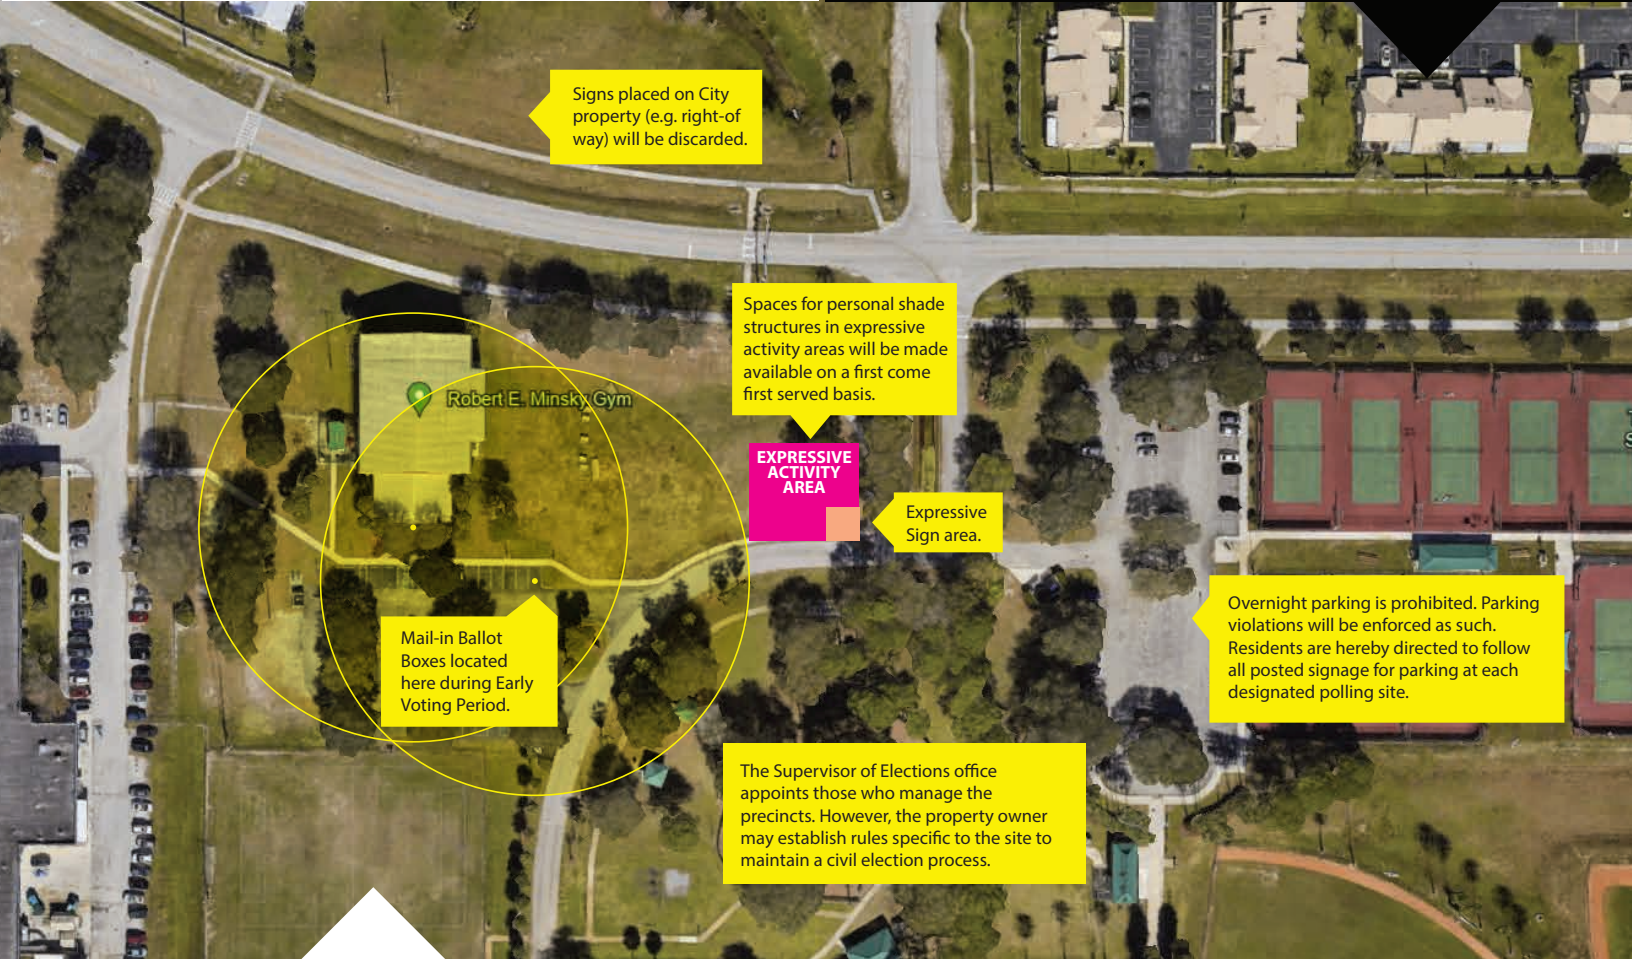 Signs placed on City
property (e.g. right-of
way) will be discarded.
Spaces for personal shade
structures in expressive
activity areas will be made
available on a first come
first served basis.
Robert E. Minsky Gym
EXPRESSIVE
ACTIVITY
AREA
Expressive
Sign area.
Mail-in Ballot
Boxes located
here during Early
Voting Period.
Overnight parking is prohibited. Parking
violations will be enforced as such.
Residents are hereby directed to follow
all posted signage for parking at each
designated polling site.
The Supervisor of Elections office
appoints those who manage the
precincts. However, the property owner
may establish rules specific to the site to
maintain a civil election process.